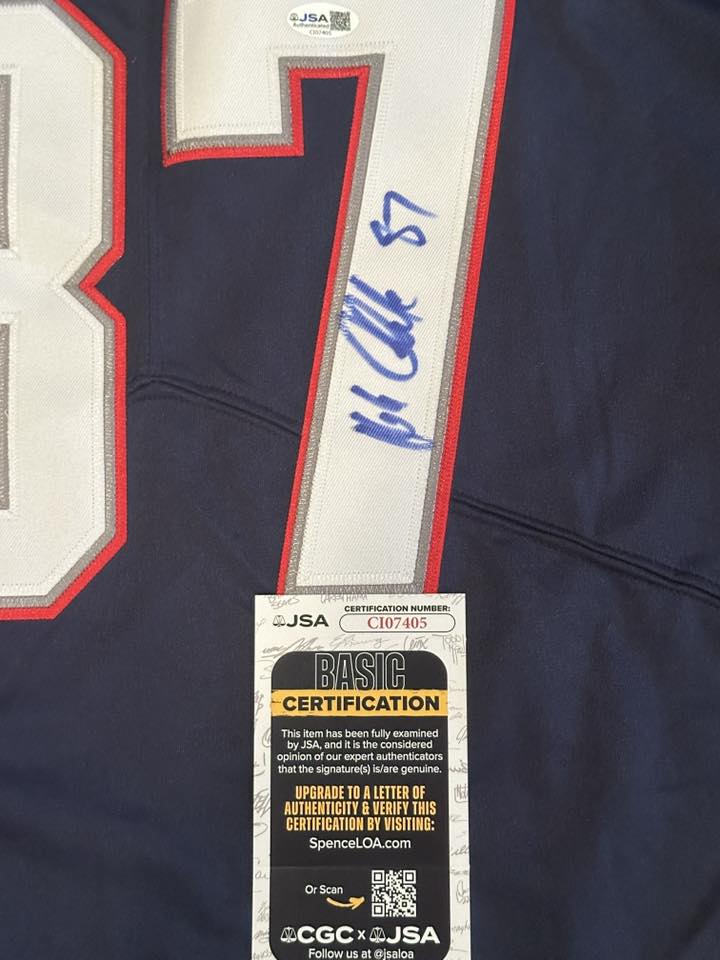 JSA
Authenticated
CI07405
87
87
JSA
CERTIFICATION NUMBER:
CI07405
BASIC
CERTIFICATION
This item has been fully examined
by JSA, and it is the considered
opinion of our expert authenticators
that the signature(s) is/are genuine.
UPGRADE TO A LETTER OF
AUTHENTICITY & VERIFY THIS
CERTIFICATION BY VISITING:
SpenceLOA.com
Or Scan
CGC x JSA
Follow us at @jsaloa